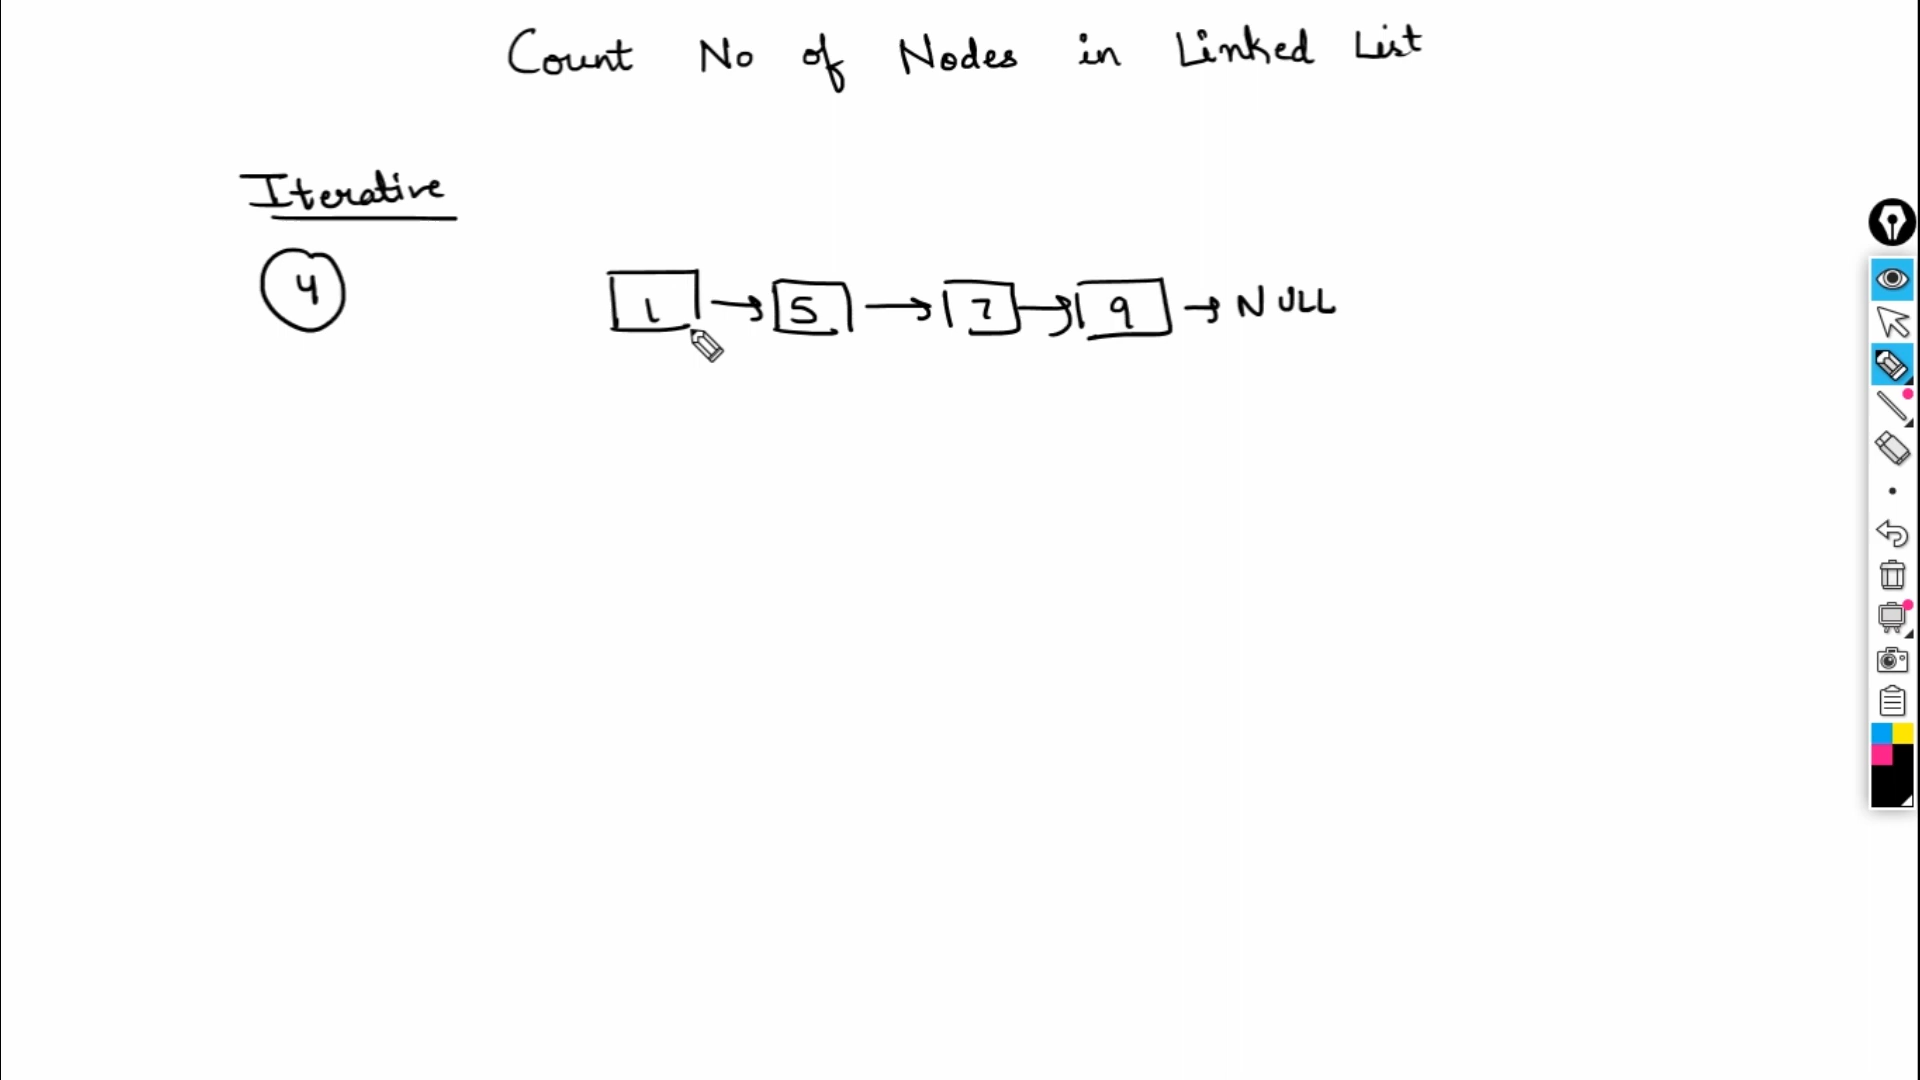 Count No of Nodes in Linked List
Iterative
4
1 → 5 → 7 → 9 → NULL